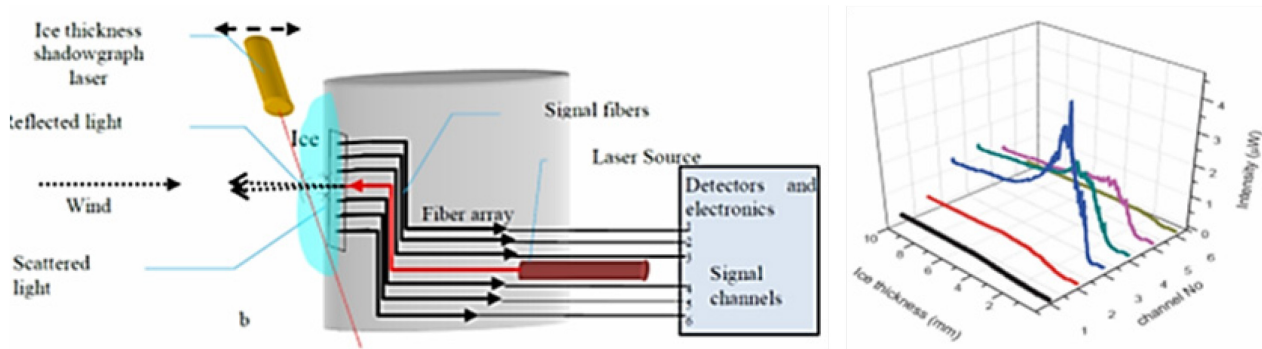 Ice thickness
shadowgraph
laser
Reflected light
Ice
Signal fibers
Laser Source
Wind
Fiber array
Detectors and
electronics
1
2
3
Signal
channels
4
5
6
Scattered
light
b
4
3
2
1
0
Intensity (µW)
10
8
6
4
2
Ice thickness (mm)
1
2
3
4
5
6
channel No